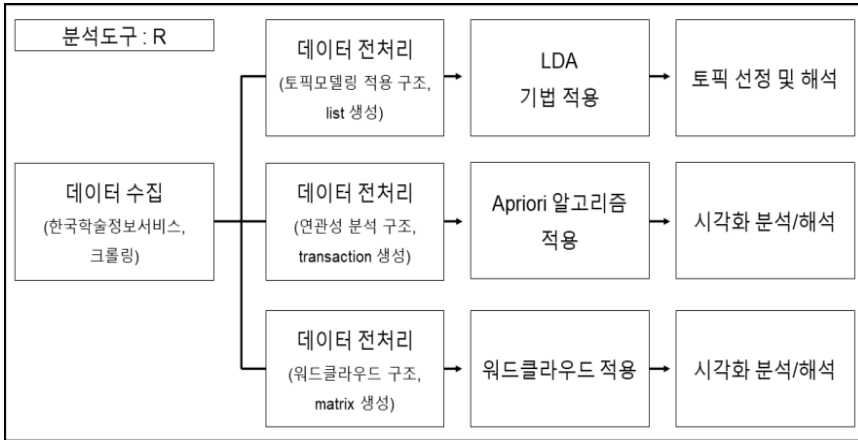 분석도구 : R
데이터 전처리
(토픽모델링 적용 구조,
list 생성)
LDA
기법 적용
토픽 선정 및 해석
데이터 수집
(한국학술정보서비스,
크롤링)
데이터 전처리
(연관성 분석 구조,
transaction 생성)
Apriori 알고리즘
적용
시각화 분석/해석
데이터 전처리
(워드클라우드 구조,
matrix 생성)
워드클라우드 적용
시각화 분석/해석